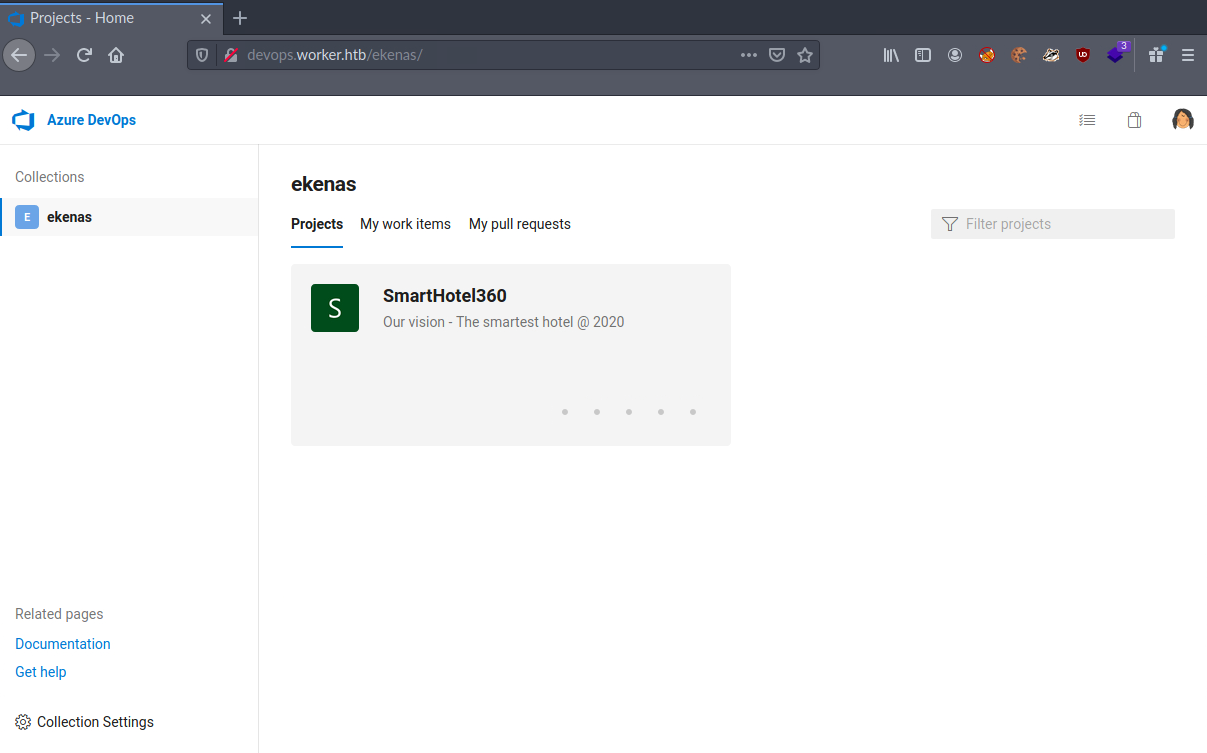 Projects - Home
devops.worker.htb/ekenas/
UD
3
Azure DevOps
Collections
E ekenas
ekenas
Projects My work items My pull requests
Filter projects
S
SmartHotel360
Our vision - The smartest hotel @ 2020
Related pages
Documentation
Get help
Collection Settings